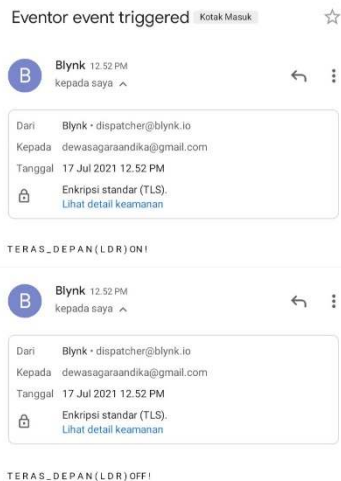 Eventor event triggered Kotak Masuk
B
Blynk 12.52 PM
kepada saya
Dari Blynk • dispatcher@blynk.io
Kepada dewasagaraandika@gmail.com
Tanggal 17 Jul 2021 12.52 PM
Enkripsi standar (TLS).
Lihat detail keamanan
TERAS_DEPAN(LDR)ON!
B
Blynk 12.52 PM
kepada saya
Dari Blynk • dispatcher@blynk.io
Kepada dewasagaraandika@gmail.com
Tanggal 17 Jul 2021 12.52 PM
Enkripsi standar (TLS).
Lihat detail keamanan
TERAS_DEPAN(LDR)OFF!